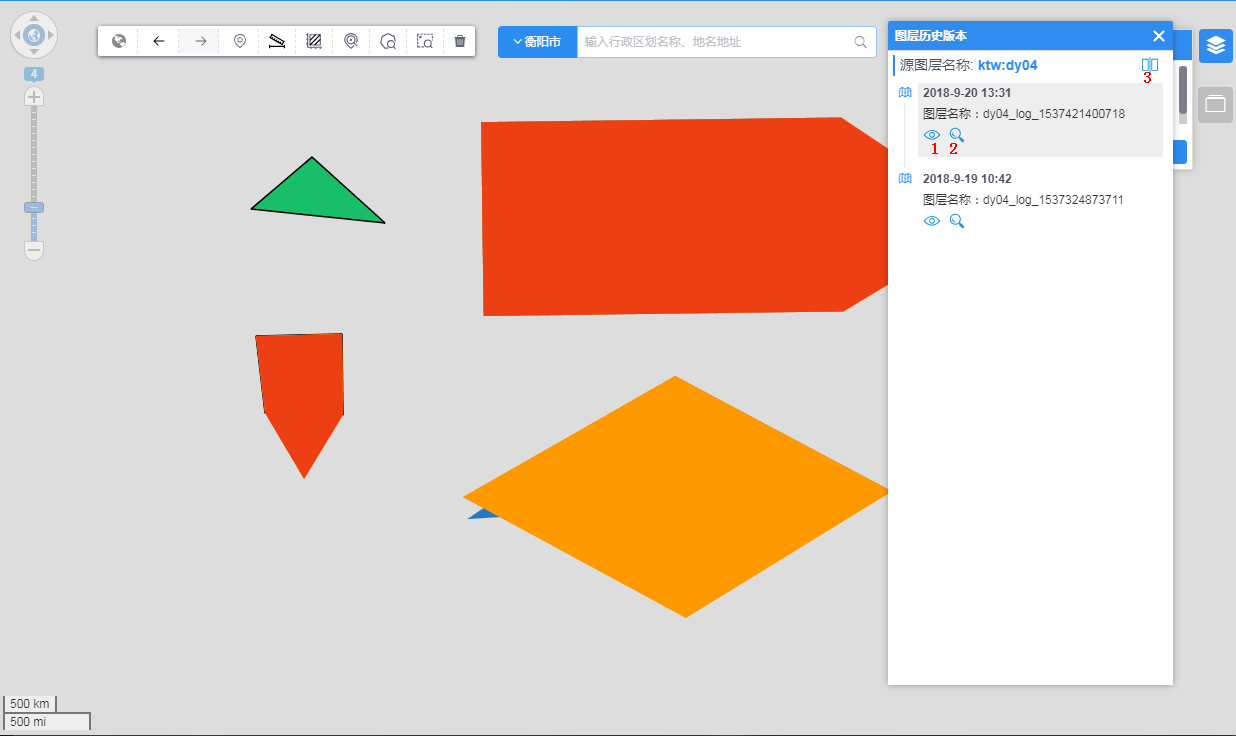 4
衡阳市
输入行政区划名称、地名地址
图层历史版本
源图层名称: ktw:dy04
3
2018-9-20 13:31
图层名称：dy04_log_1537421400718
1 2
2018-9-19 10:42
图层名称：dy04_log_1537324873711
500 km
500 mi